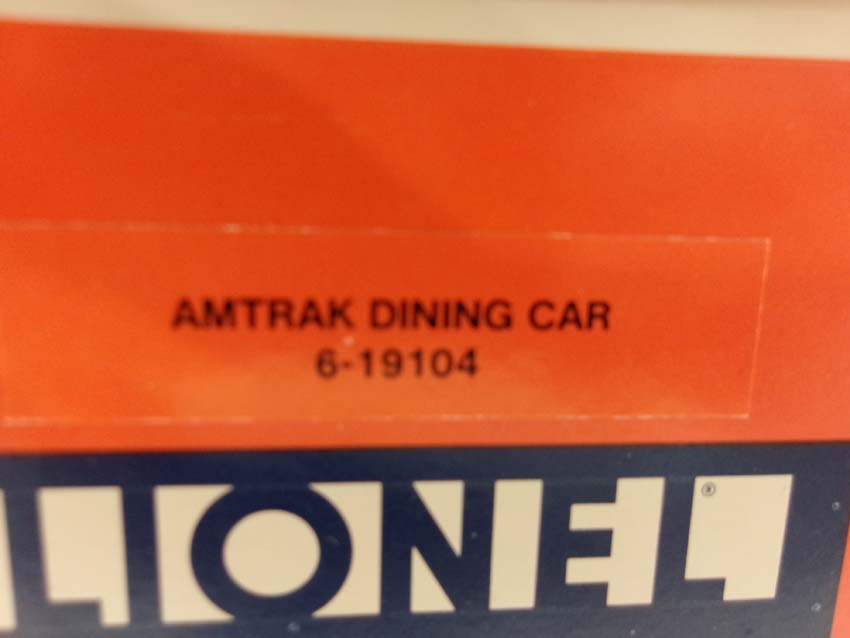 AMTRAK DINING CAR
6-19104
LIONEL®